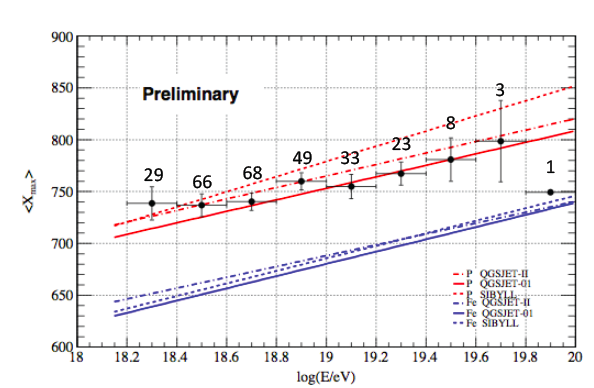 900
850
Preliminary
3
8
800
23
49
33
29
66
68
1
750
<X_max>
700
P QGSJET-II
P QGSJET-01
650
P SIBYLL
Fe QGSJET-II
Fe QGSJET-01
Fe SIBYLL
600
18 18.2 18.4 18.6 18.8 19 19.2 19.4 19.6 19.8 20
log(E/eV)